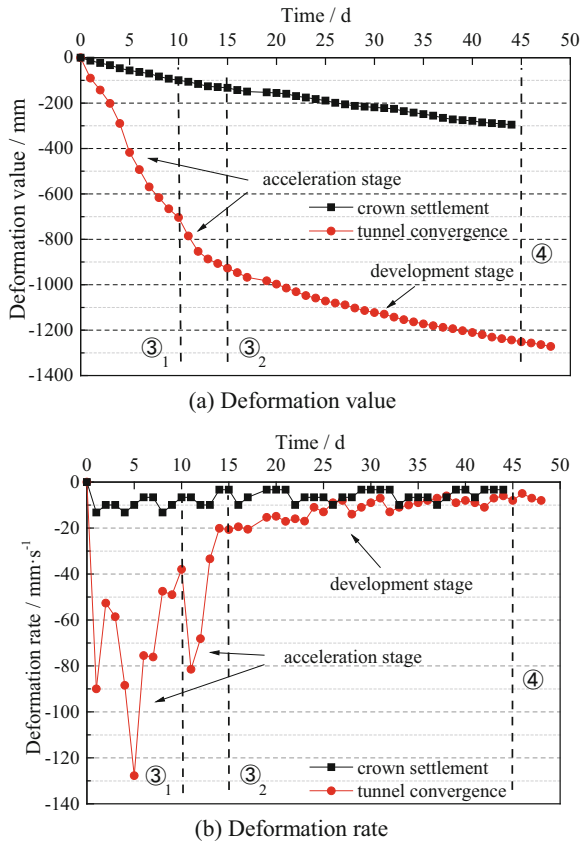 Time / d
0 5 10 15 20 25 30 35 40 45 50
0
-200
-400
-600
-800
-1000
-1200
-1400
Deformation value / mm
acceleration stage
crown settlement
tunnel convergence
development stage
③₁
③₂
④
(a) Deformation value
Time / d
0 5 10 15 20 25 30 35 40 45 50
0
-20
-40
-60
-80
-100
-120
-140
Deformation rate / mm·s⁻¹
development stage
acceleration stage
④
③₁
③₂
crown settlement
tunnel convergence
(b) Deformation rate